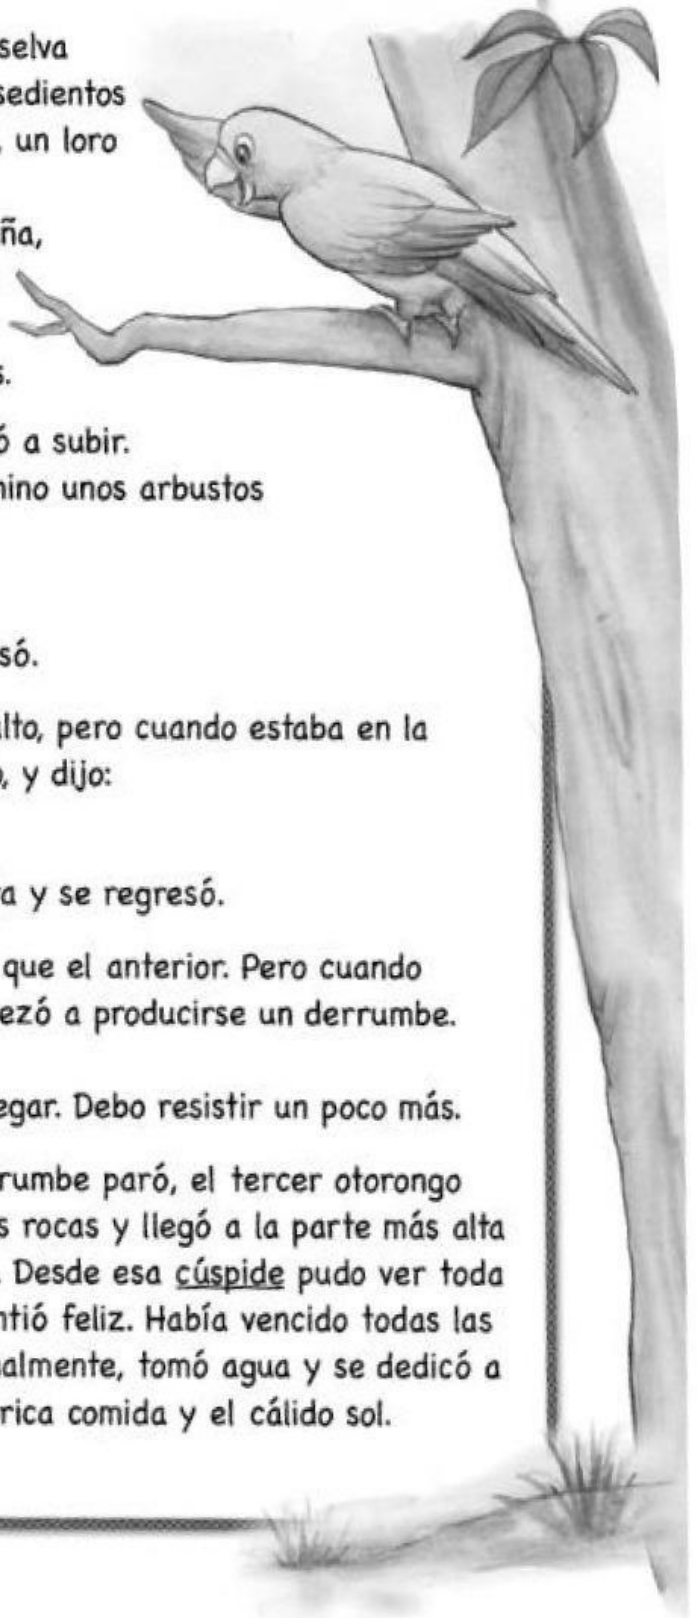 selva
sedientos
un loro
ña,
s.
ó a subir.
nino unos arbustos
só.
alto, pero cuando estaba en la
, y dijo:
a y se regresó.
que el anterior. Pero cuando
ezó a producirse un derrumbe.
egar. Debo resistir un poco más.
rrumbe paró, el tercer otorongo
s rocas y llegó a la parte más alta
. Desde esa cúspide pudo ver toda
ntió feliz. Había vencido todas las
almente, tomó agua y se dedicó a
rica comida y el cálido sol.